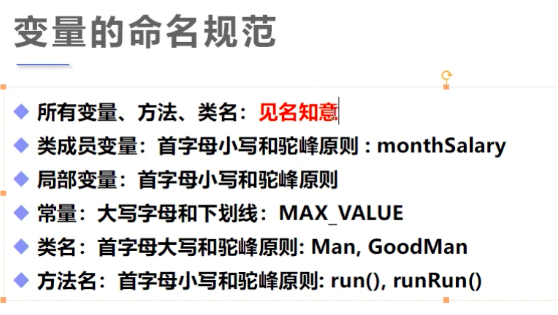 变量的命名规范
所有变量、方法、类名：见名知意
类成员变量：首字母小写和驼峰原则 : monthSalary
局部变量：首字母小写和驼峰原则
常量：大写字母和下划线：MAX_VALUE
类名：首字母大写和驼峰原则: Man, GoodMan
方法名：首字母小写和驼峰原则: run(), runRun()